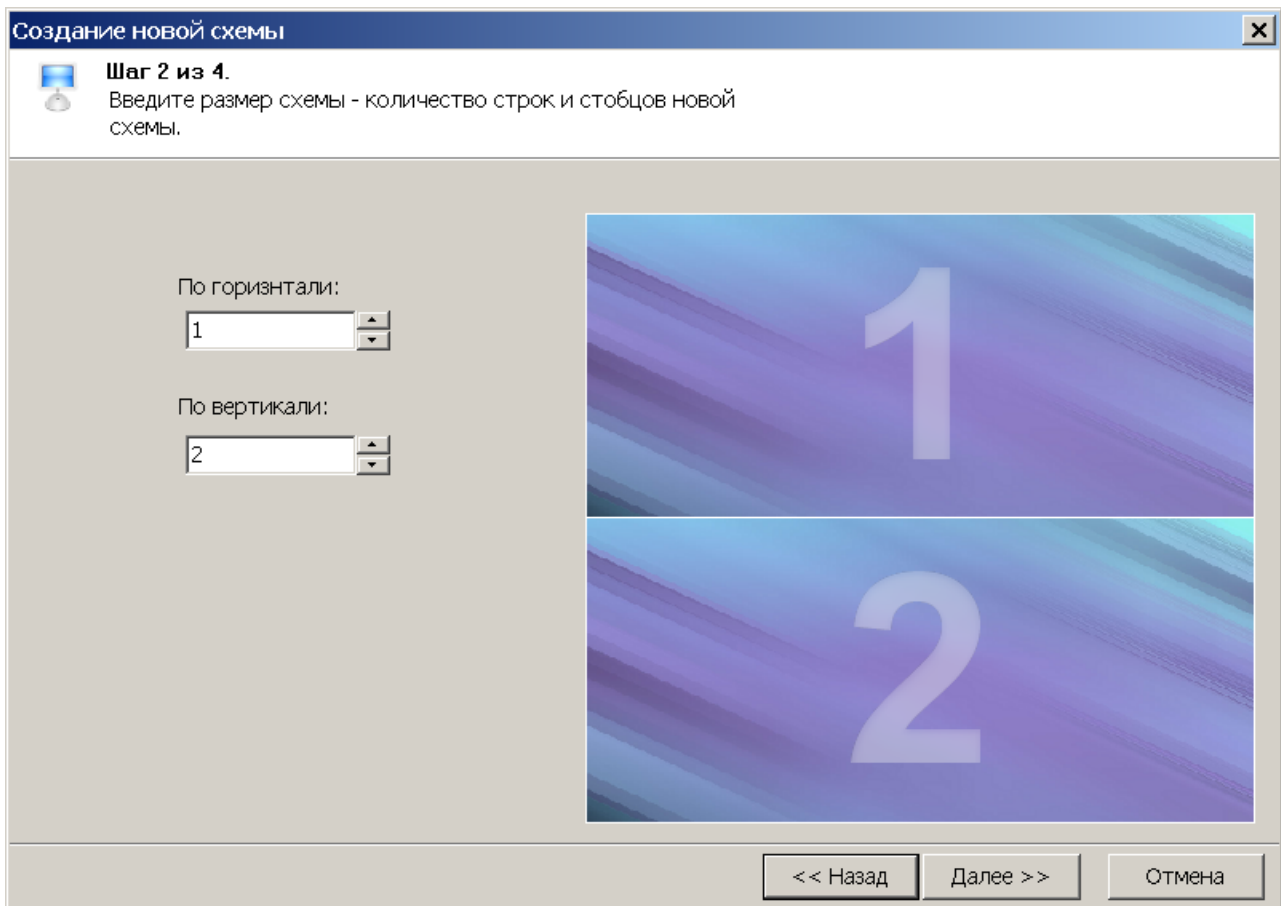 Создание новой схемы
Шаг 2 из 4.
Введите размер схемы - количество строк и стобцов новой
схемы.
По горизнтали:
1
По вертикали:
2
1
2
<< Назад
Далее >>
Отмена